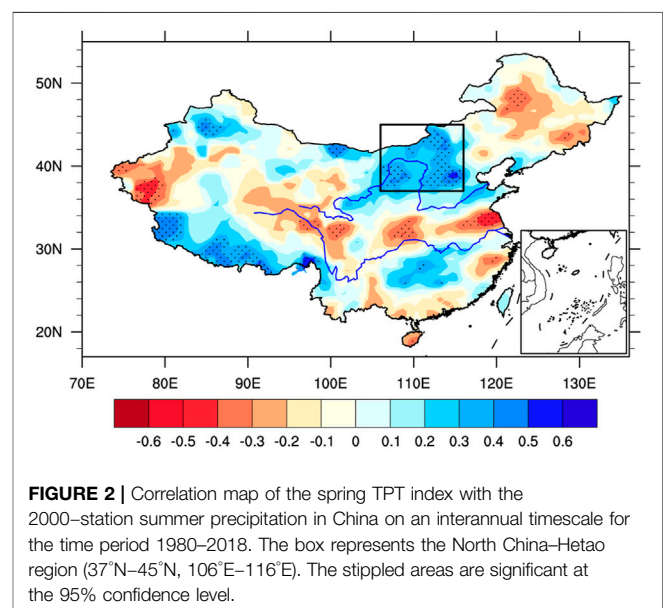 50N
40N
30N
20N
70E 80E 90E 100E 110E 120E 130E
-0.6 -0.5 -0.4 -0.3 -0.2 -0.1 0 0.1 0.2 0.3 0.4 0.5 0.6
FIGURE 2 | Correlation map of the spring TPT index with the
2000–station summer precipitation in China on an interannual timescale for
the time period 1980–2018. The box represents the North China–Hetao
region (37°N–45°N, 106°E–116°E). The stippled areas are significant at
the 95% confidence level.